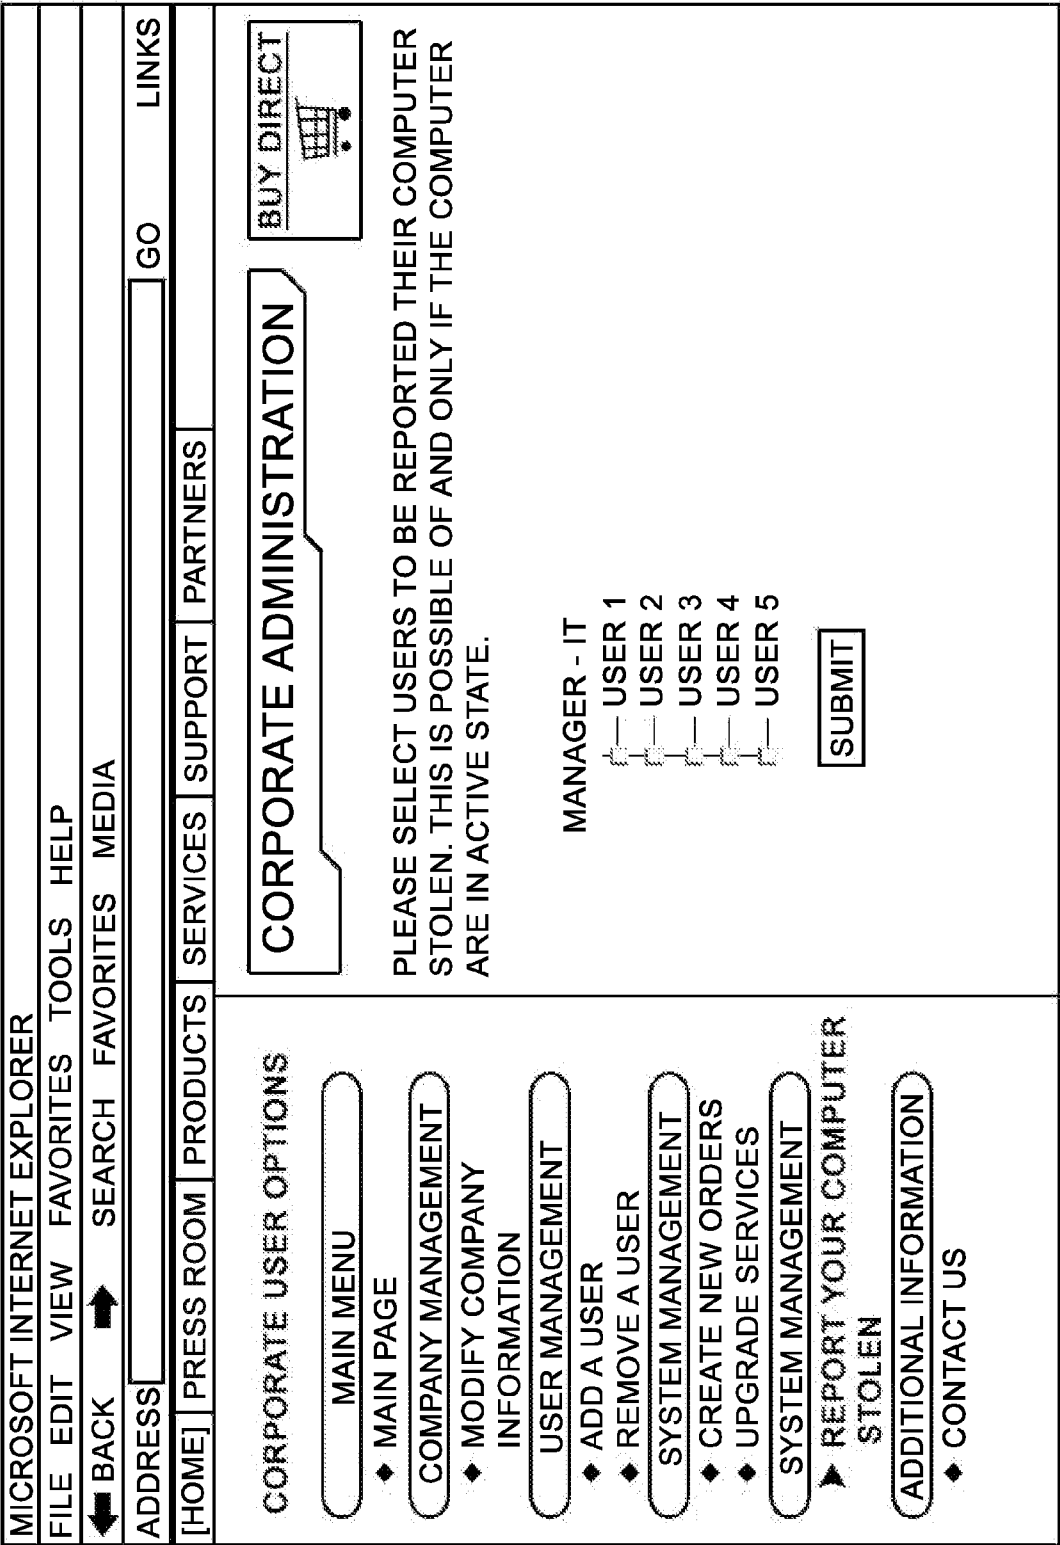 MICROSOFT INTERNET EXPLORER
FILE EDIT VIEW FAVORITES TOOLS HELP
BACK SEARCH FAVORITES MEDIA
ADDRESS GO LINKS
[HOME] PRESS ROOM PRODUCTS SERVICES SUPPORT PARTNERS
CORPORATE USER OPTIONS
MAIN MENU
MAIN PAGE
COMPANY MANAGEMENT
MODIFY COMPANY
INFORMATION
USER MANAGEMENT
ADD A USER
REMOVE A USER
SYSTEM MANAGEMENT
CREATE NEW ORDERS
UPGRADE SERVICES
SYSTEM MANAGEMENT
REPORT YOUR COMPUTER
STOLEN
ADDITIONAL INFORMATION
CONTACT US
CORPORATE ADMINISTRATION
BUY DIRECT
PLEASE SELECT USERS TO BE REPORTED THEIR COMPUTER
STOLEN. THIS IS POSSIBLE OF AND ONLY IF THE COMPUTER
ARE IN ACTIVE STATE.
MANAGER - IT
USER 1
USER 2
USER 3
USER 4
USER 5
SUBMIT